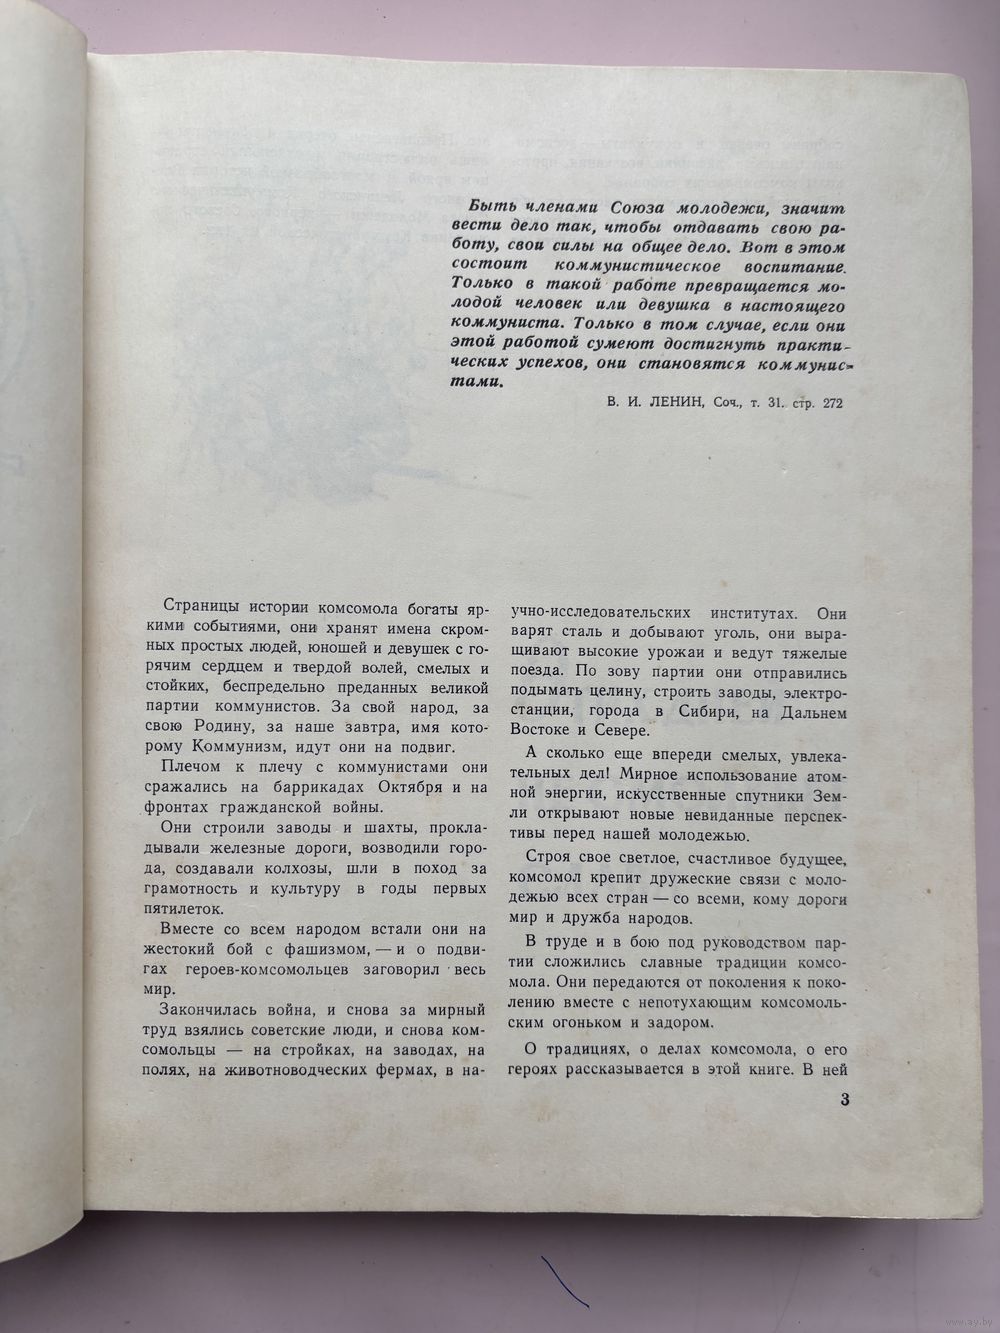 Быть членами Союза молодежи, значит
вести дело так, чтобы отдавать свою ра-
боту, свои силы на общее дело. Вот в этом
состоит коммунистическое воспитание.
Только в такой работе превращается мо-
лодой человек или девушка в настоящего
коммуниста. Только в том случае, если они
этой работой сумеют достигнуть практи-
ческих успехов, они становятся коммунис-
тами.
В. И. ЛЕНИН, Соч., т. 31. стр. 272
Страницы истории комсомола богаты яр-
кими событиями, они хранят имена скром-
ных простых людей, юношей и девушек с го-
рячим сердцем и твердой волей, смелых и
стойких, беспредельно преданных великой
партии коммунистов. За свой народ, за
свою Родину, за наше завтра, имя кото-
рому Коммунизм, идут они на подвиг.
Плечом к плечу с коммунистами они
сражались на баррикадах Октября и на
фронтах гражданской войны.
Они строили заводы и шахты, прокла-
дывали железные дороги, возводили горо-
да, создавали колхозы, шли в поход за
грамотность и культуру в годы первых
пятилеток.
Вместе со всем народом встали они на
жестокий бой с фашизмом, — и о подви-
гах героев-комсомольцев заговорил весь
мир.
Закончилась война, и снова за мирный
труд взялись советские люди, и снова ком-
сомольцы — на стройках, на заводах, на
полях, на животноводческих фермах, в на-
учно-исследовательских институтах. Они
варят сталь и добывают уголь, они выра-
щивают высокие урожаи и ведут тяжелые
поезда. По зову партии они отправились
подымать целину, строить заводы, электро-
станции, города в Сибири, на Дальнем
Востоке и Севере.
А сколько еще впереди смелых, увлека-
тельных дел! Мирное использование атом-
ной энергии, искусственные спутники Зем-
ли открывают новые невиданные перспек-
тивы перед нашей молодежью.
Строя свое светлое, счастливое будущее,
комсомол крепит дружеские связи с моло-
дежью всех стран — со всеми, кому дороги
мир и дружба народов.
В труде и в бою под руководством пар-
тии сложились славные традиции комсо-
мола. Они передаются от поколения к поко-
лению вместе с непотухающим комсомоль-
ским огоньком и задором.
О традициях, о делах комсомола, о его
героях рассказывается в этой книге. В ней
3
www.ay.by